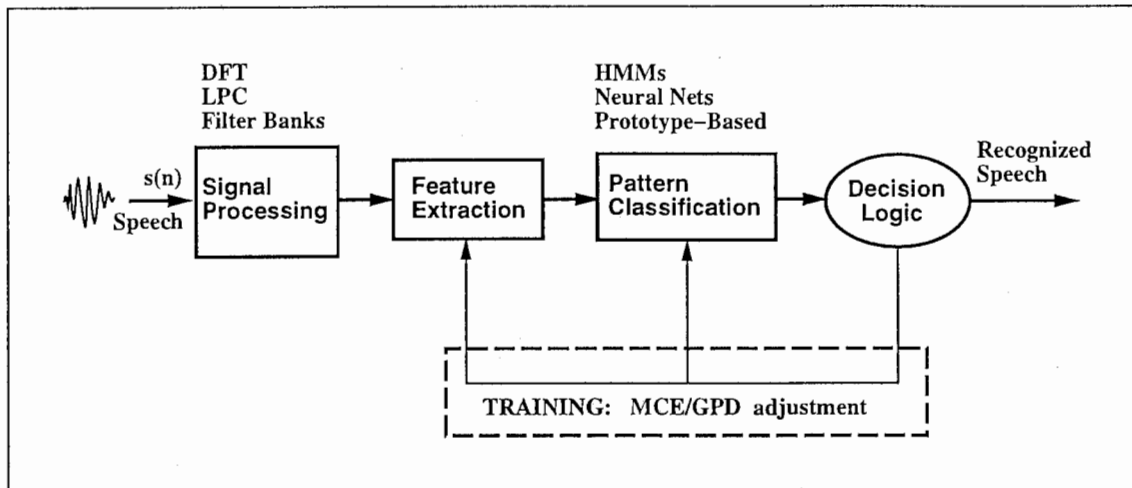 DFT
LPC
Filter Banks
HMMs
Neural Nets
Prototype–Based
s(n)
Speech
Signal
Processing
Feature
Extraction
Pattern
Classification
Decision
Logic
Recognized
Speech
TRAINING: MCE/GPD adjustment